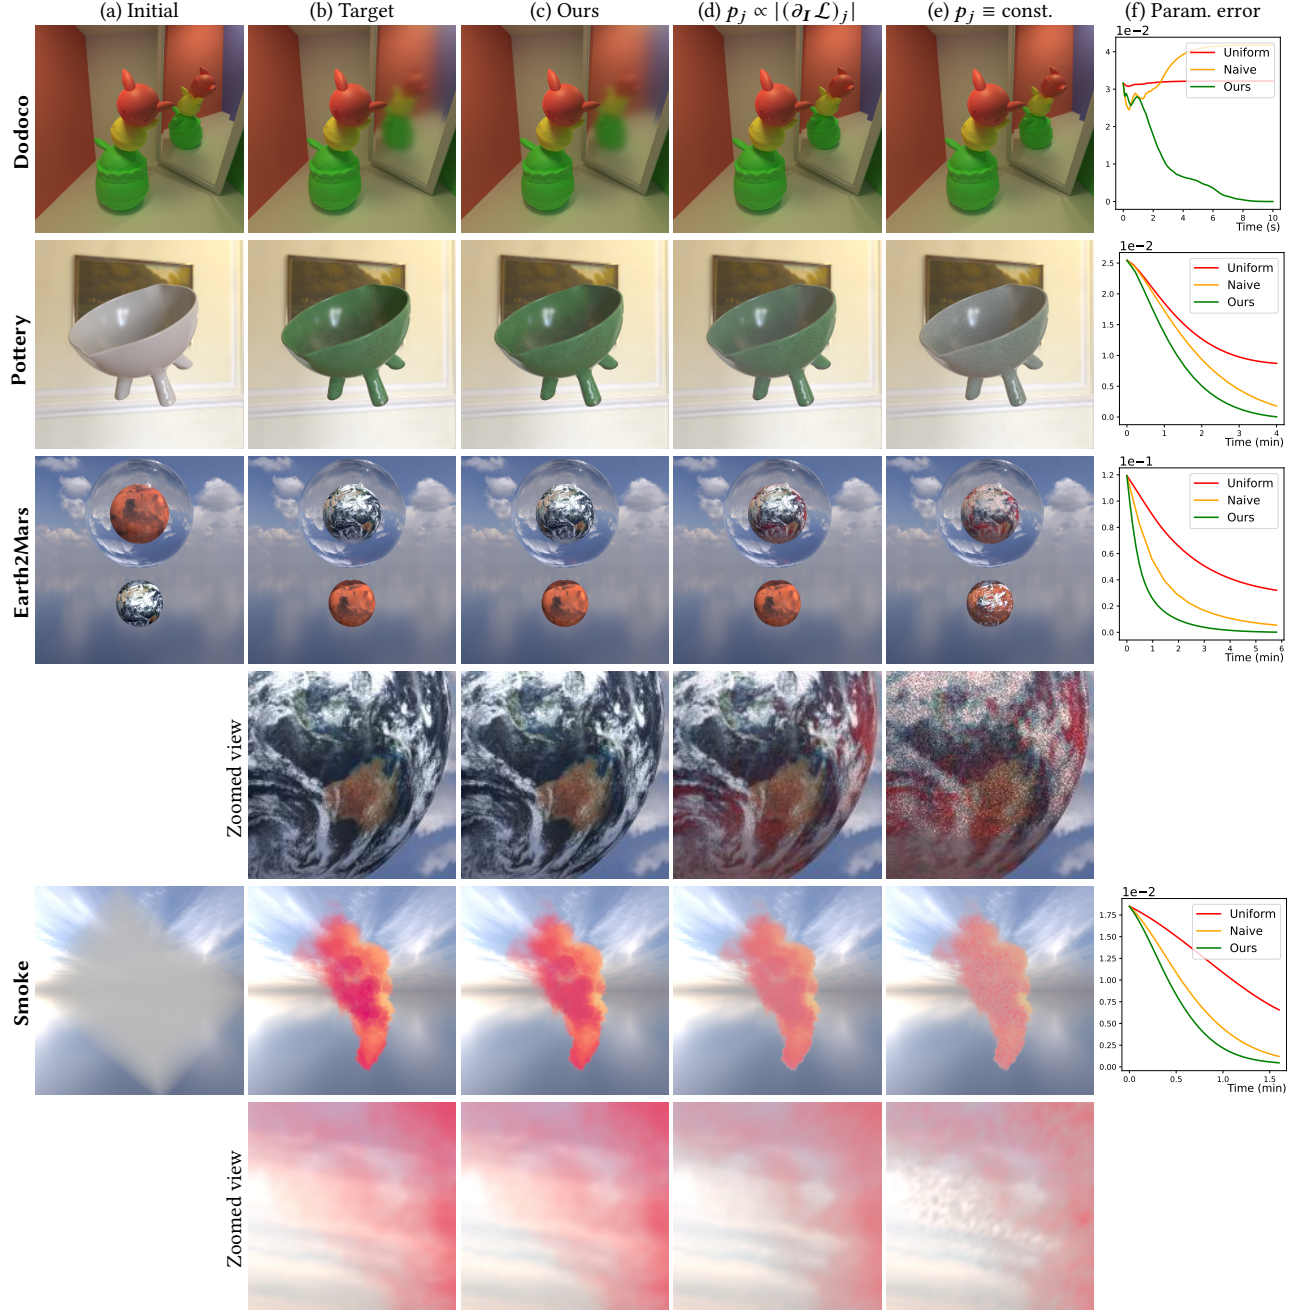 (a) Initial
(b) Target
(c) Ours
(d) p_j ∝ |(∂_I ℒ)_j|
(e) p_j ≡ const.
(f) Param. error
Dodoco
1e−2
Uniform
Naive
Ours
4
3
2
1
0
0 2 4 6 8 10
Time (s)
Pottery
1e−2
Uniform
Naive
Ours
2.5
2.0
1.5
1.0
0.5
0.0
0 1 2 3 4
Time (min)
Earth2Mars
1e−1
Uniform
Naive
Ours
1.2
1.0
0.8
0.6
0.4
0.2
0.0
0 1 2 3 4 5 6
Time (min)
Zoomed view
Smoke
1e−2
Uniform
Naive
Ours
1.75
1.50
1.25
1.00
0.75
0.50
0.25
0.00
0.0 0.5 1.0 1.5
Time (min)
Zoomed view